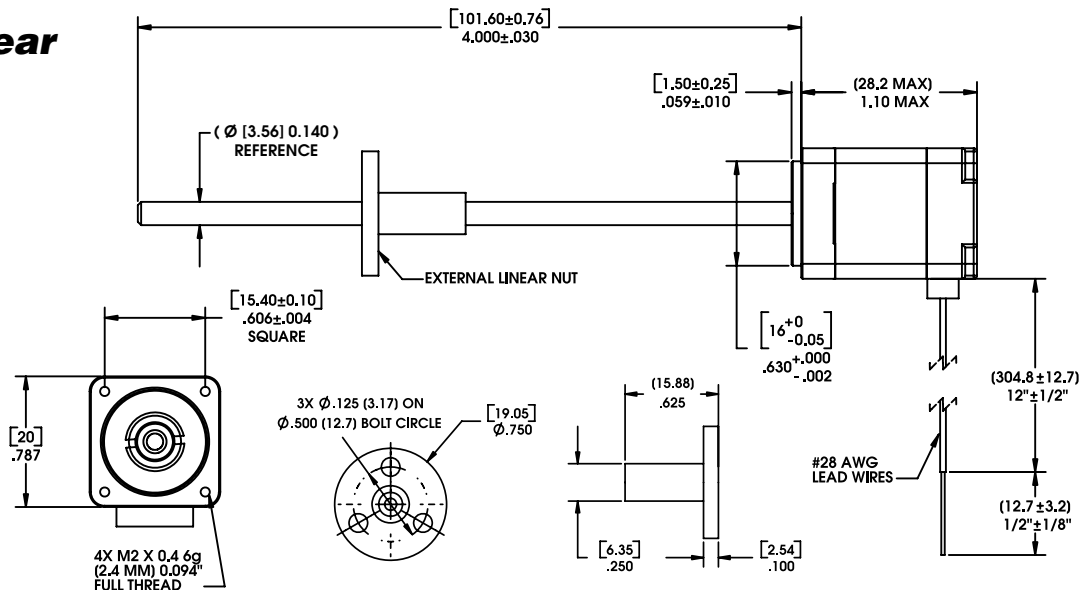 ear
[101.60±0.76]
4.000±.030
[1.50±0.25]
.059±.010
(28.2 MAX)
1.10 MAX
( Ø [3.56] 0.140 )
REFERENCE
EXTERNAL LINEAR NUT
[15.40±0.10]
.606±.004
SQUARE
[16 +0 -0.05]
.630 +.000 -.002
(304.8±12.7)
12"±1/2"
[20]
.787
3X Ø.125 (3.17) ON
Ø.500 (12.7) BOLT CIRCLE
[19.05]
Ø.750
(15.88)
.625
#28 AWG
LEAD WIRES
(12.7±3.2)
1/2"±1/8"
4X M2 X 0.4 6g
(2.4 MM) 0.094"
FULL THREAD
[6.35]
.250
[2.54]
.100